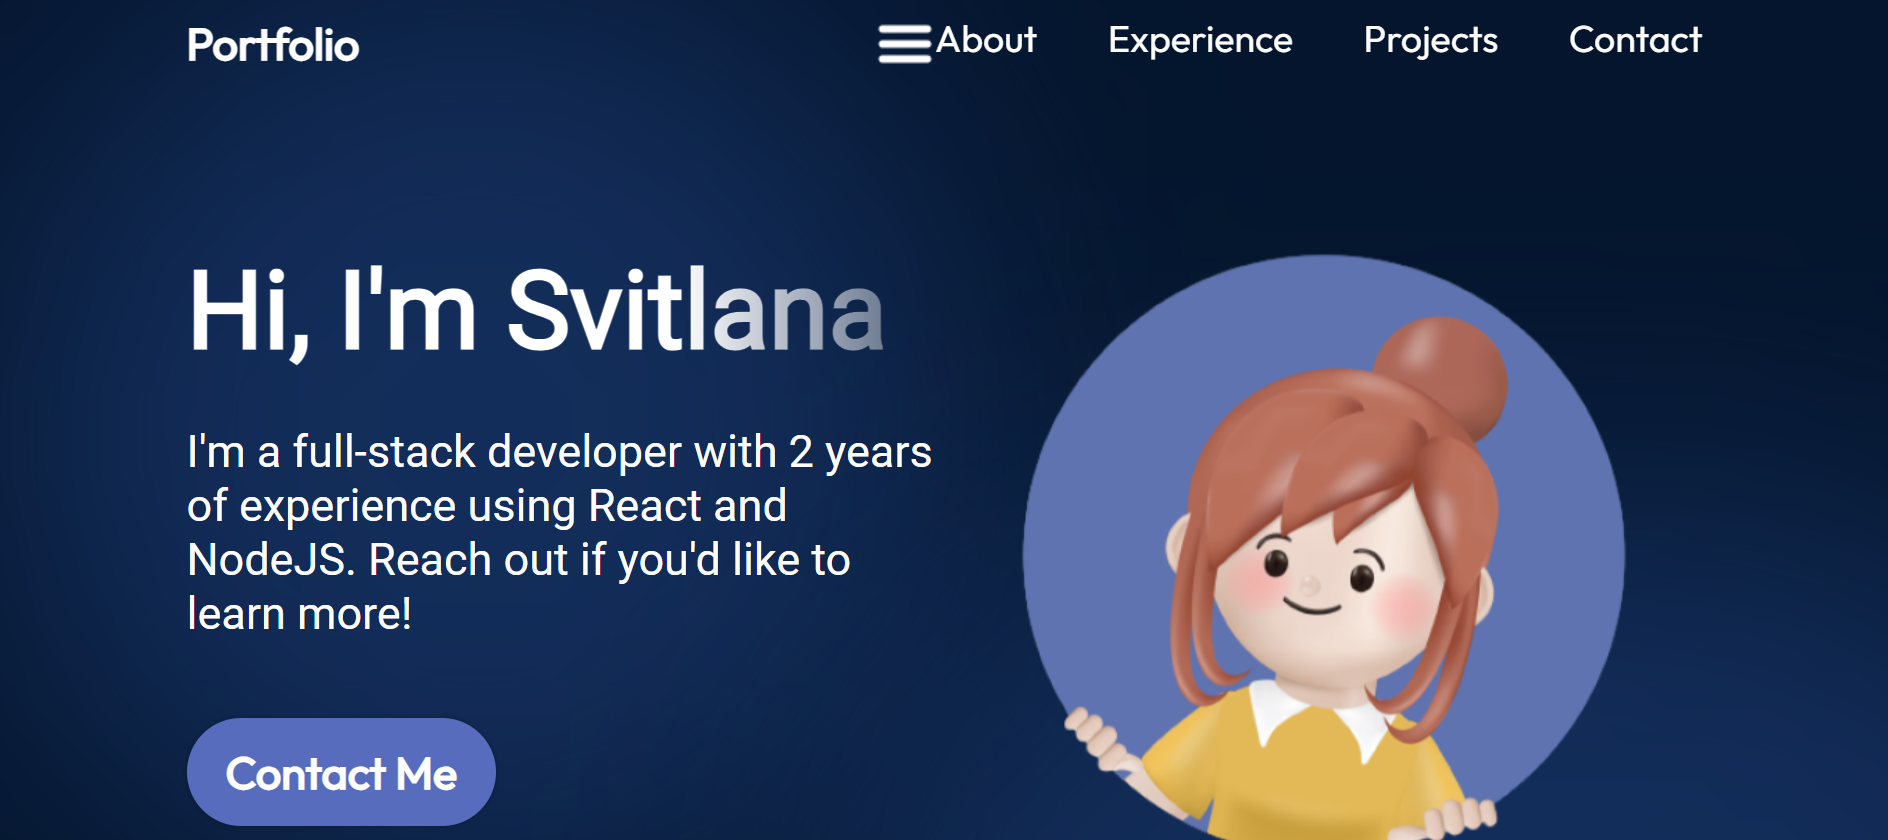 Portfolio
About Experience Projects Contact
Hi, I'm Svitlana
I'm a full-stack developer with 2 years
of experience using React and
NodeJS. Reach out if you'd like to
learn more!
Contact Me